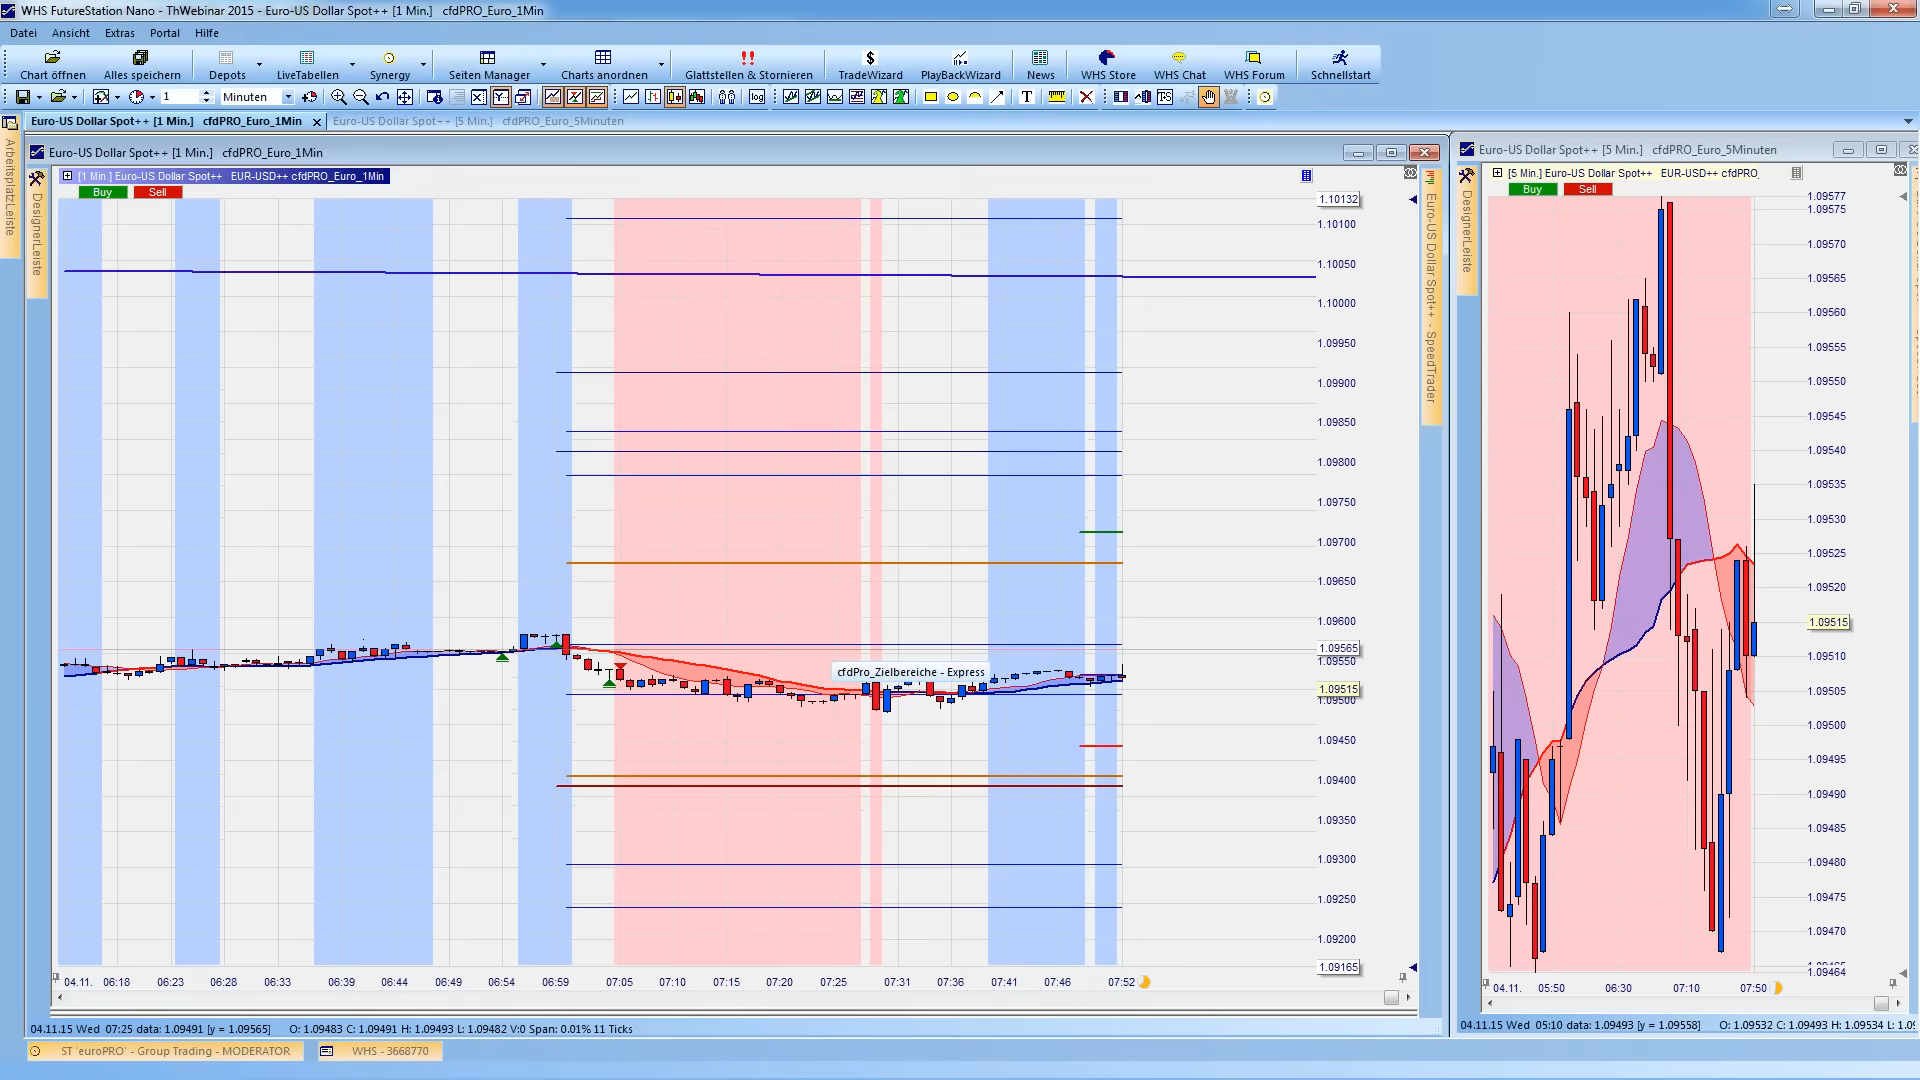 WHS FutureStation Nano - ThWebinar 2015 - Euro-US Dollar Spot++ [1 Min.] cfdPRO_Euro_1Min
Datei Ansicht Extras Portal Hilfe
Chart öffnen Alles speichern Depots LiveTabellen Synergy Seiten Manager Charts anordnen Glattstellen & Stornieren TradeWizard PlayBackWizard News WHS Store WHS Chat WHS Forum Schnellstart
1 Minuten log T
Euro-US Dollar Spot++ [1 Min.] cfdPRO_Euro_1Min Euro-US Dollar Spot++ [5 Min.] cfdPRO_Euro_5Minuten
ArbeitsplatzLeiste
Euro-US Dollar Spot++ [1 Min.] cfdPRO_Euro_1Min
DesignerLeiste
[1 Min.] Euro-US Dollar Spot++ EUR-USD++ cfdPRO_Euro_1Min
Buy Sell
1.10132
1.10100
1.10050
1.10000
1.09950
1.09900
1.09850
1.09800
1.09750
1.09700
1.09650
1.09600
1.09565
1.09550
1.09515
1.09500
1.09450
1.09400
1.09350
1.09300
1.09250
1.09200
1.09165
cfdPro_Zielbereiche - Express
04.11. 06:18 06:23 06:28 06:33 06:39 06:44 06:49 06:54 06:59 07:05 07:10 07:15 07:20 07:25 07:31 07:36 07:41 07:46 07:52
04.11.15 Wed 07:25 data: 1.09491 [y = 1.09565] O: 1.09483 C: 1.09491 H: 1.09493 L: 1.09482 V:0 Span: 0.01% 11 Ticks
Euro-US Dollar Spot++ - SpeedTrader
Euro-US Dollar Spot++ [5 Min.] cfdPRO_Euro_5Minuten
DesignerLeiste
[5 Min.] Euro-US Dollar Spot++ EUR-USD++ cfdPRO_
Buy Sell
1.09577
1.09575
1.09570
1.09565
1.09560
1.09555
1.09550
1.09545
1.09540
1.09535
1.09530
1.09525
1.09520
1.09515
1.09510
1.09505
1.09500
1.09495
1.09490
1.09485
1.09480
1.09475
1.09470
1.09464
04.11. 05:50 06:30 07:10 07:50
04.11.15 Wed 05:10 data: 1.09493 [y = 1.09558] O: 1.09532 C: 1.09493 H: 1.09534 L: 1.09
ST 'euroPRO' - Group Trading - MODERATOR WHS - 3668770